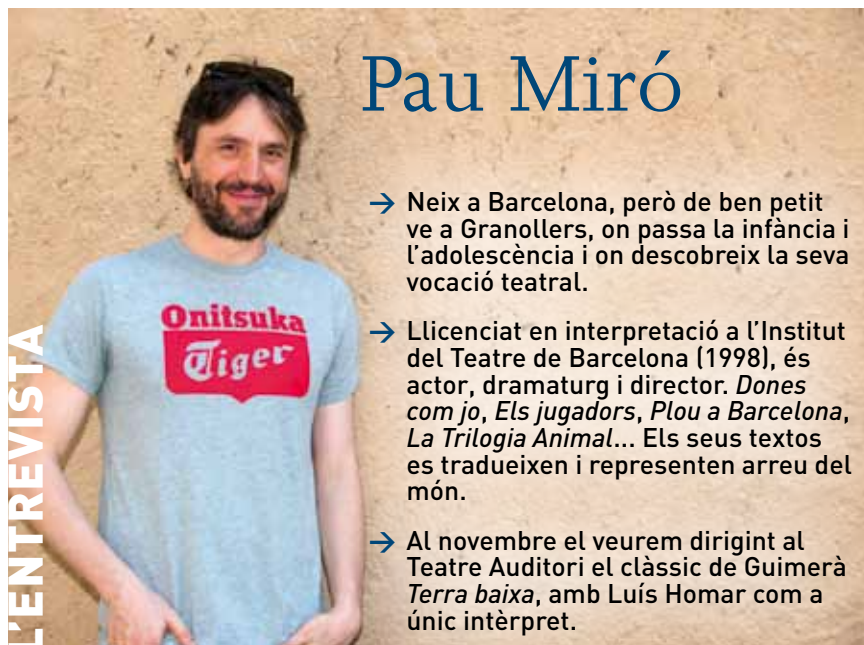 Pau Miró
→ Neix a Barcelona, però de ben petit
ve a Granollers, on passa la infància i
l'adolescència i on descobreix la seva
vocació teatral.
→ Llicenciat en interpretació a l'Institut
del Teatre de Barcelona (1998), és
actor, dramaturg i director. Dones
com jo, Els jugadors, Plou a Barcelona,
La Trilogia Animal... Els seus textos
es tradueixen i representen arreu del
món.
→ Al novembre el veurem dirigint al
Teatre Auditori el clàssic de Guimerà
Terra baixa, amb Luís Homar com a
únic intèrpret.
L'ENTREVISTA
Onitsuka
Tiger